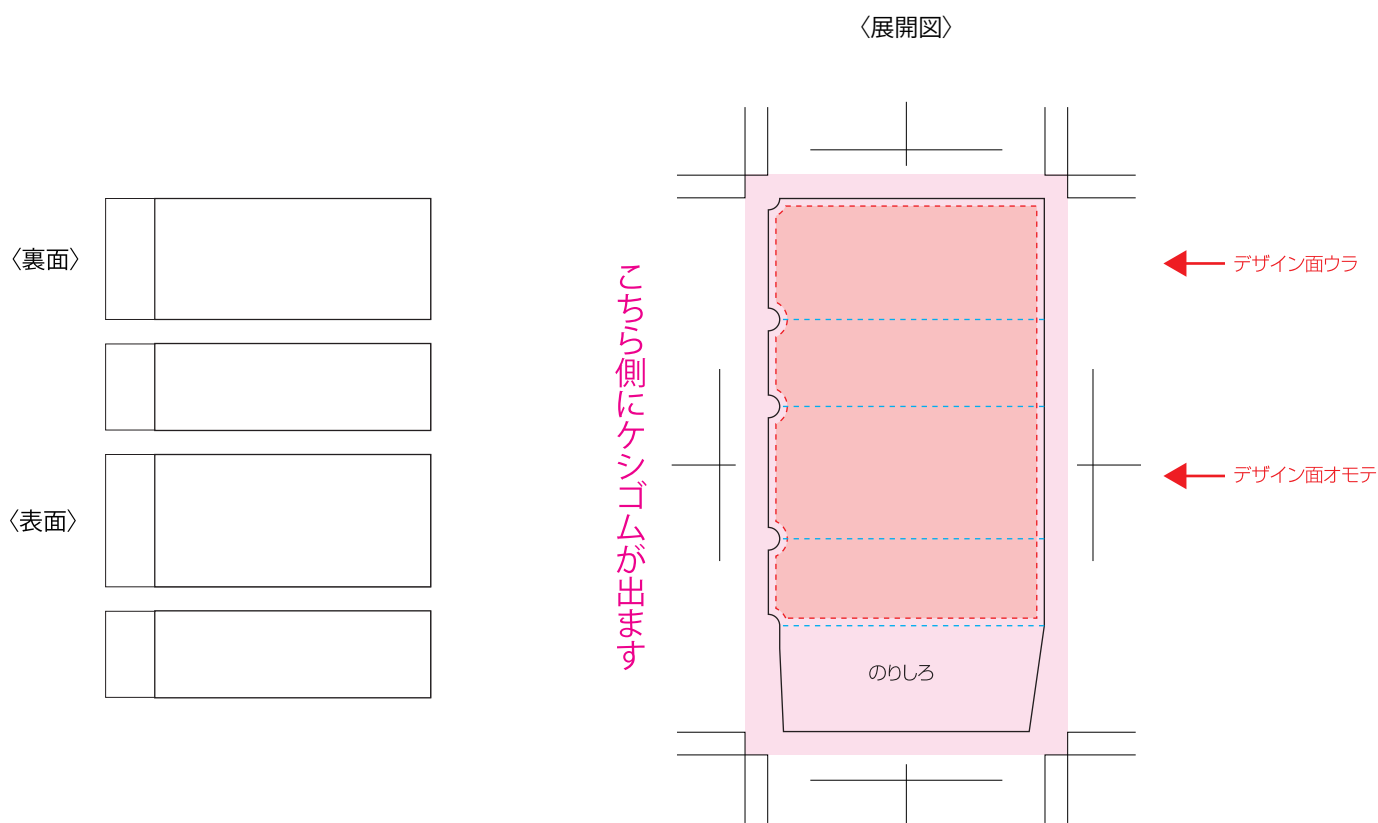 〈展開図〉
〈裏面〉
〈表面〉
こちら側にケシゴムが出ます
デザイン面ウラ
デザイン面オモテ
のりしろ